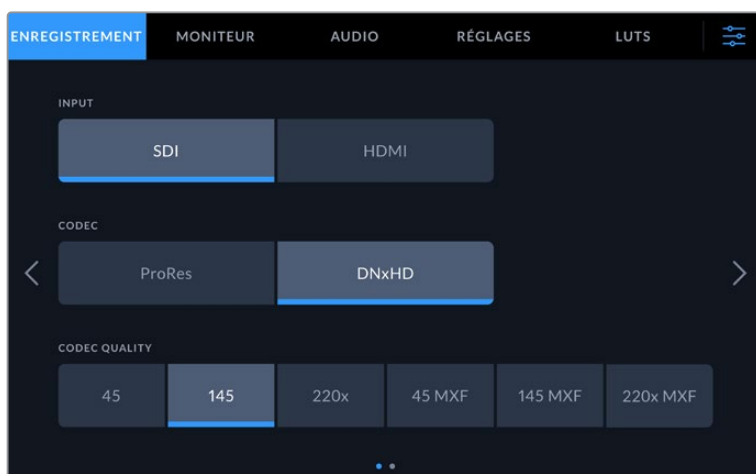 ENREGISTREMENT MONITEUR AUDIO RÉGLAGES LUTS
INPUT
SDI HDMI
CODEC
ProRes DNxHD
CODEC QUALITY
45 145 220x 45 MXF 145 MXF 220x MXF